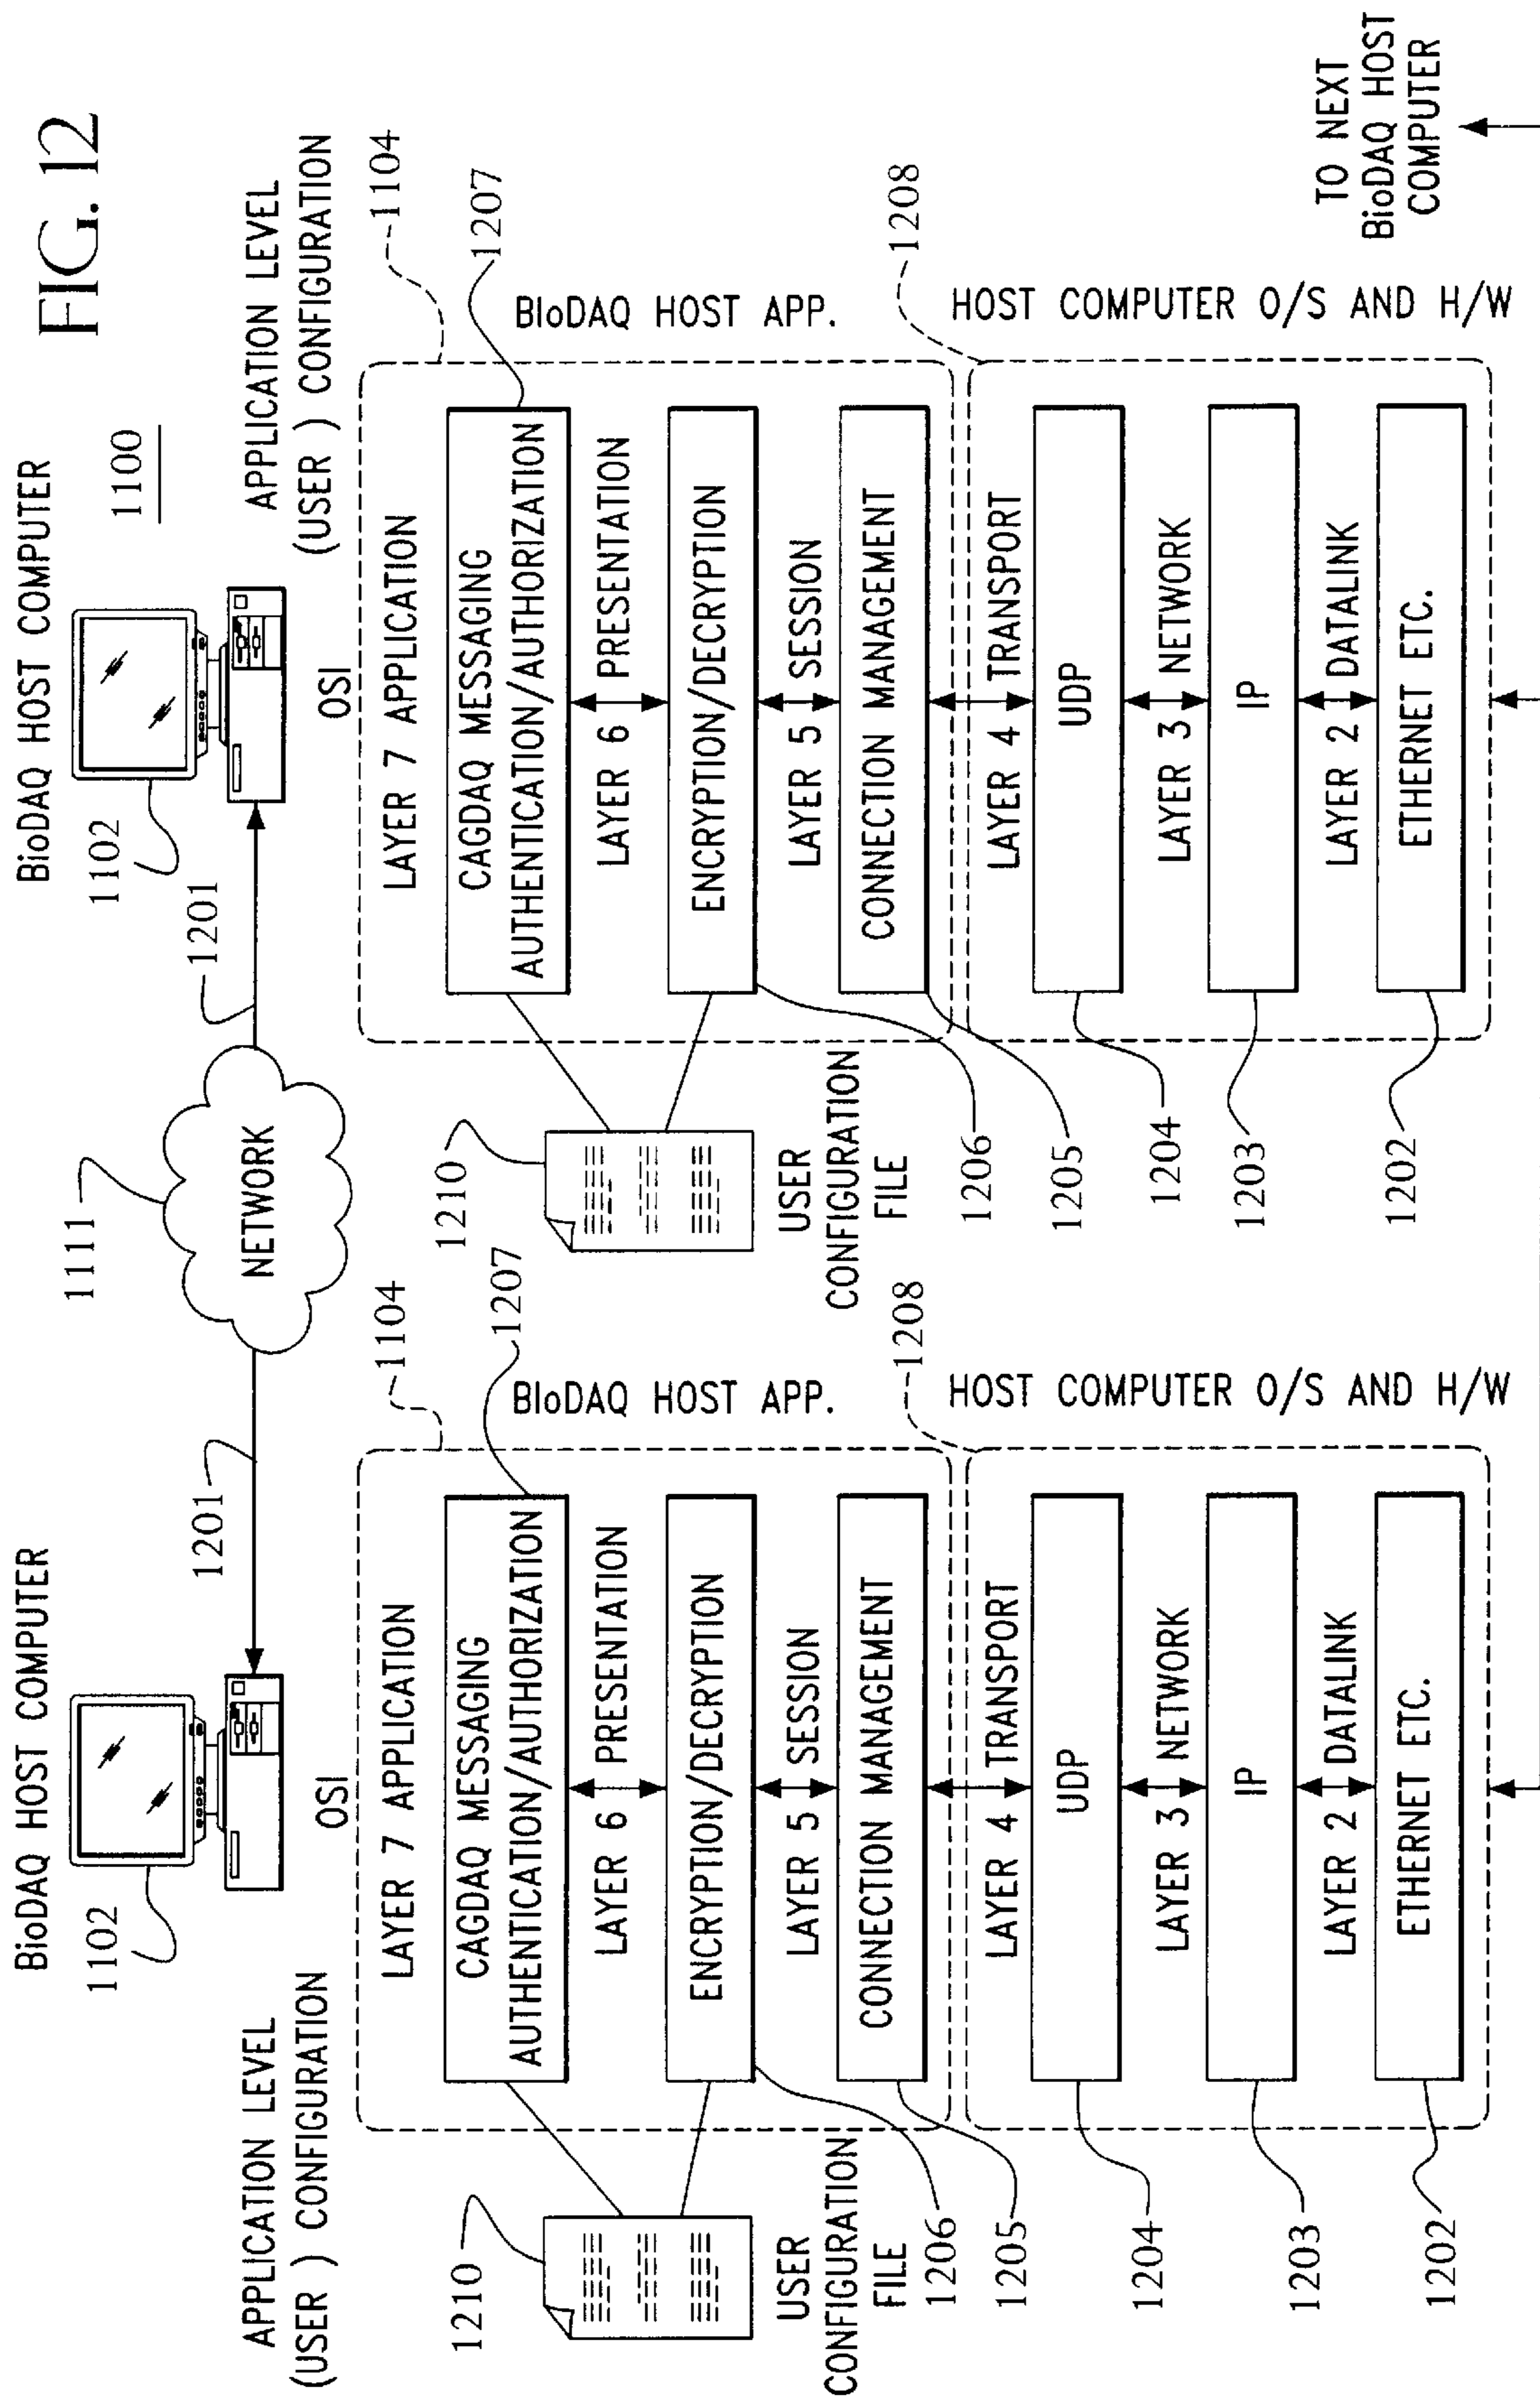 FIG. 12
BioDAQ HOST COMPUTER
1102
1201
APPLICATION LEVEL
(USER ) CONFIGURATION
1111
NETWORK
BioDAQ HOST COMPUTER
1102
1201
1100
APPLICATION LEVEL
(USER ) CONFIGURATION
OSI
LAYER 7 APPLICATION
CAGDAQ MESSAGING
AUTHENTICATION/AUTHORIZATION
LAYER 6 PRESENTATION
ENCRYPTION/DECRYPTION
LAYER 5 SESSION
CONNECTION MANAGEMENT
LAYER 4 TRANSPORT
UDP
LAYER 3 NETWORK
IP
LAYER 2 DATALINK
ETHERNET ETC.
1104
1207
BIoDAQ HOST APP.
1208
HOST COMPUTER O/S AND H/W
1210
USER
CONFIGURATION
FILE
1206
1205
1204
1203
1202
OSI
LAYER 7 APPLICATION
CAGDAQ MESSAGING
AUTHENTICATION/AUTHORIZATION
LAYER 6 PRESENTATION
ENCRYPTION/DECRYPTION
LAYER 5 SESSION
CONNECTION MANAGEMENT
LAYER 4 TRANSPORT
UDP
LAYER 3 NETWORK
IP
LAYER 2 DATALINK
ETHERNET ETC.
1104
1207
BIoDAQ HOST APP.
1208
HOST COMPUTER O/S AND H/W
1210
USER
CONFIGURATION
FILE
1206
1205
1204
1203
1202
TO NEXT
BioDAQ HOST
COMPUTER